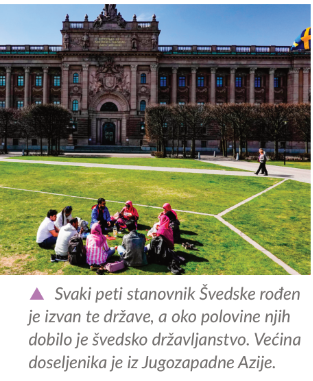 ▲ Svaki peti stanovnik Švedske rođen
je izvan te države, a oko polovine njih
dobilo je švedsko državljanstvo. Većina
doseljenika je iz Jugozapadne Azije.